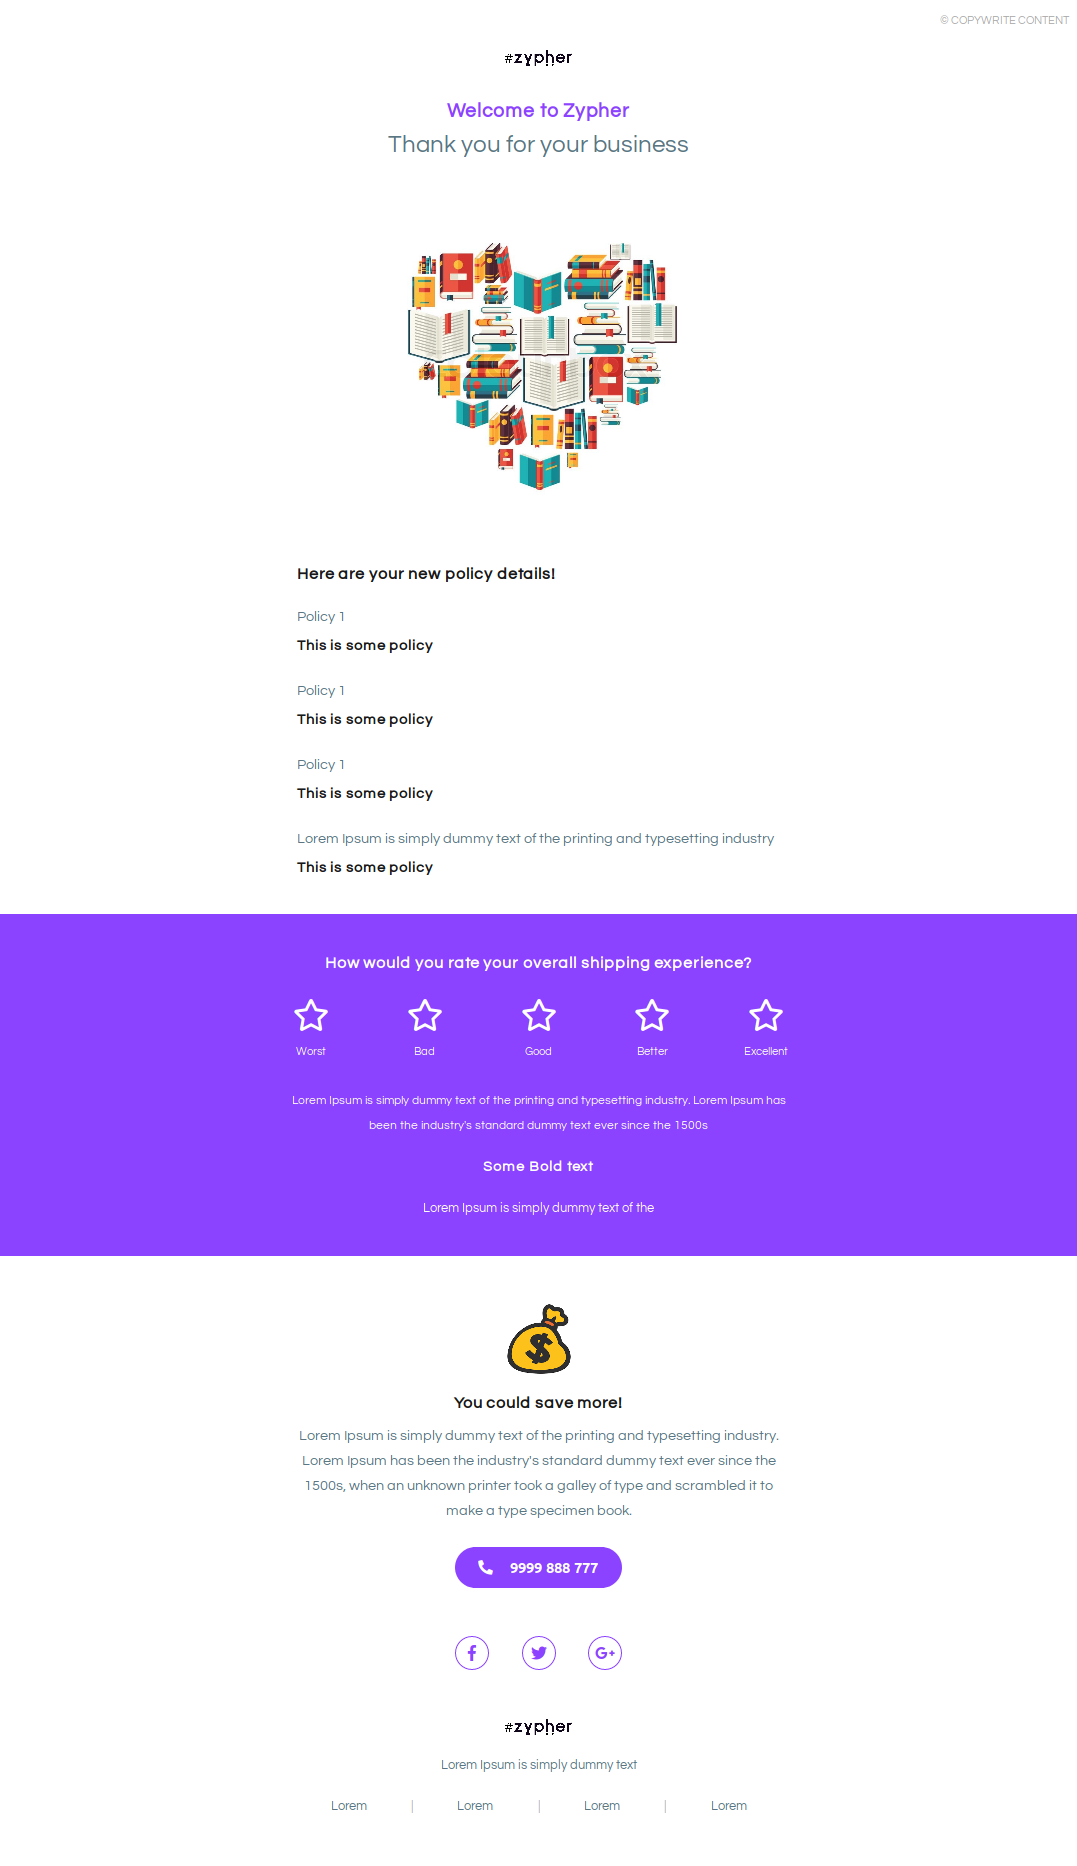 © COPYWRITE CONTENT
#zypher
Welcome to Zypher
Thank you for your business
Here are your new policy details!
Policy 1
This is some policy
Policy 1
This is some policy
Policy 1
This is some policy
Lorem Ipsum is simply dummy text of the printing and typesetting industry
This is some policy
How would you rate your overall shipping experience?
Worst Bad Good Better Excellent
Lorem Ipsum is simply dummy text of the printing and typesetting industry. Lorem Ipsum has
been the industry's standard dummy text ever since the 1500s
Some Bold text
Lorem Ipsum is simply dummy text of the
$
You could save more!
Lorem Ipsum is simply dummy text of the printing and typesetting industry.
Lorem Ipsum has been the industry's standard dummy text ever since the
1500s, when an unknown printer took a galley of type and scrambled it to
make a type specimen book.
9999 888 777
#zypher
Lorem Ipsum is simply dummy text
Lorem | Lorem | Lorem | Lorem